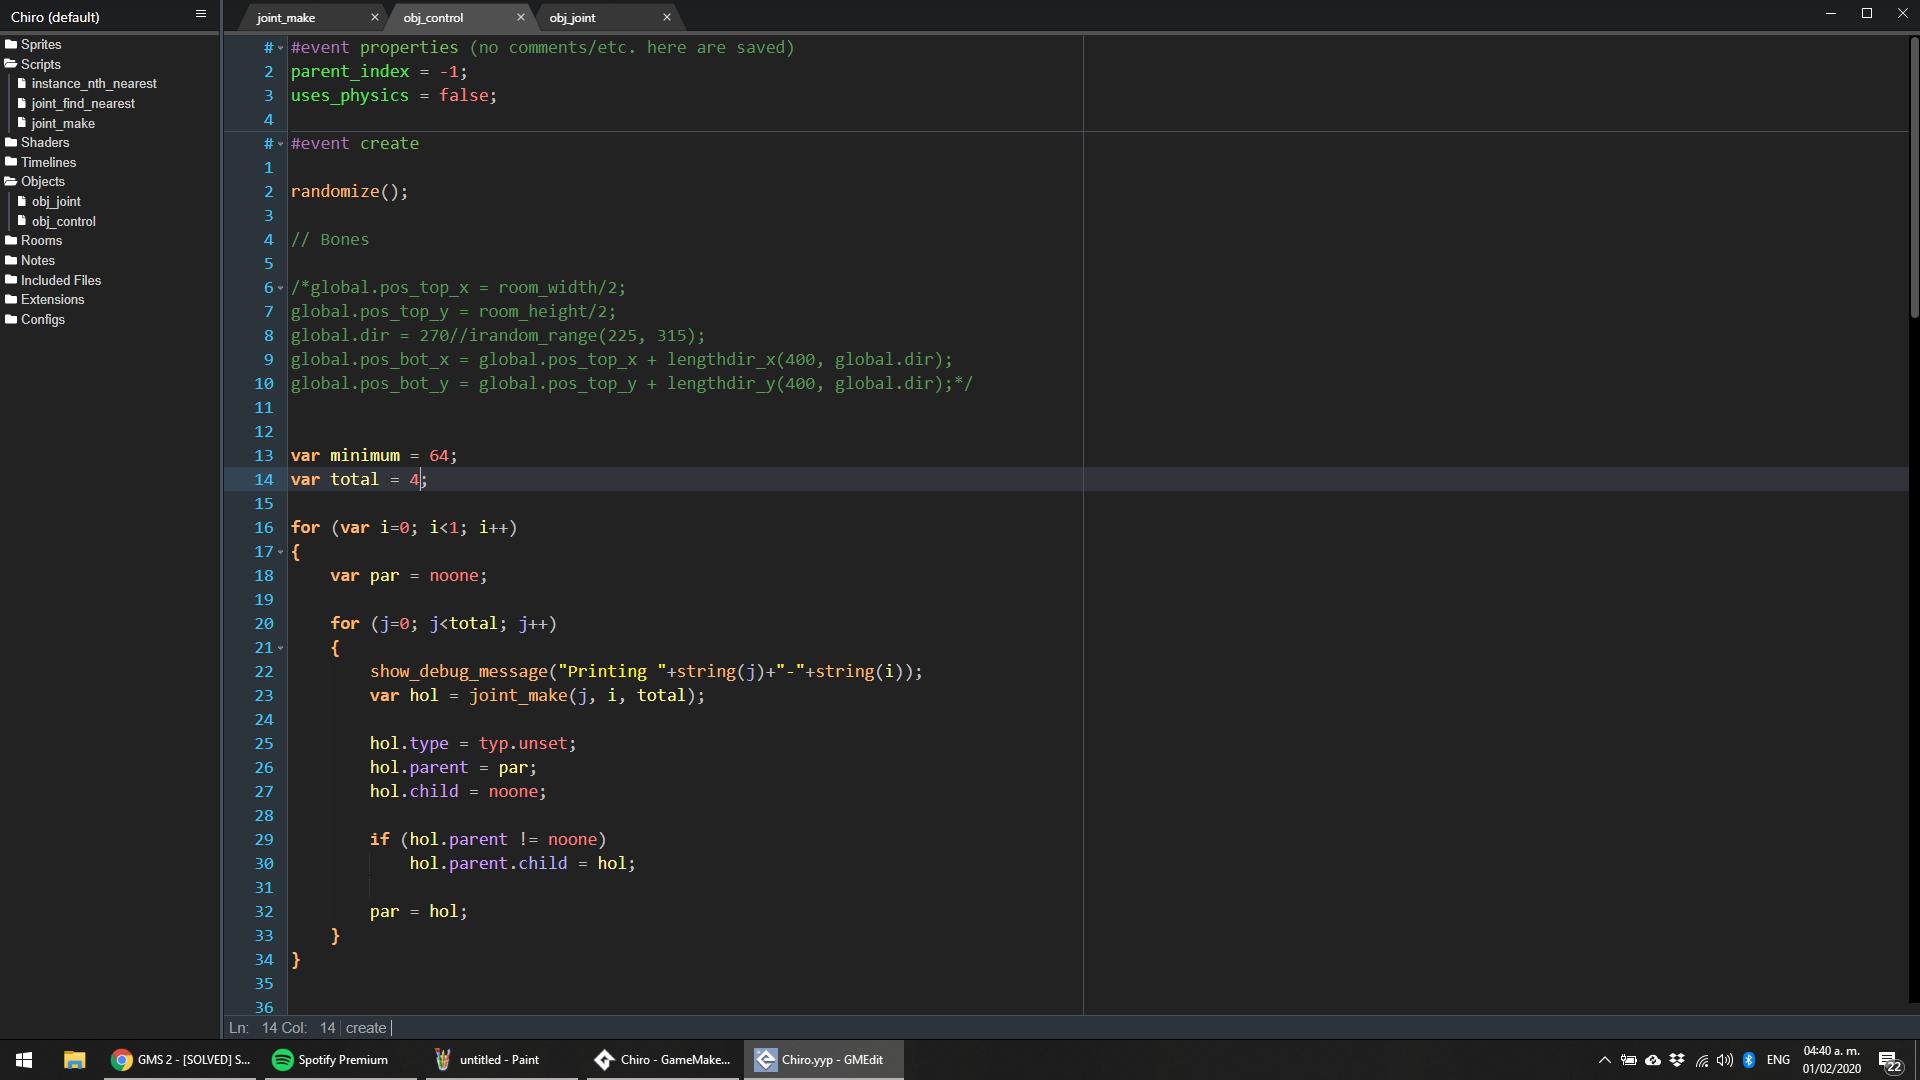 Chiro (default)
Sprites
Scripts
instance_nth_nearest
joint_find_nearest
joint_make
Shaders
Timelines
Objects
obj_joint
obj_control
Rooms
Notes
Included Files
Extensions
Configs
joint_make × obj_control × obj_joint ×
# #event properties (no comments/etc. here are saved)
2 parent_index = -1;
3 uses_physics = false;
4
# #event create
1
2 randomize();
3
4 // Bones
5
6 /*global.pos_top_x = room_width/2;
7 global.pos_top_y = room_height/2;
8 global.dir = 270//irandom_range(225, 315);
9 global.pos_bot_x = global.pos_top_x + lengthdir_x(400, global.dir);
10 global.pos_bot_y = global.pos_top_y + lengthdir_y(400, global.dir);*/
11
12
13 var minimum = 64;
14 var total = 4;
15
16 for (var i=0; i<1; i++)
17 {
18 var par = noone;
19
20 for (j=0; j<total; j++)
21 {
22 show_debug_message("Printing "+string(j)+"-"+string(i));
23 var hol = joint_make(j, i, total);
24
25 hol.type = typ.unset;
26 hol.parent = par;
27 hol.child = noone;
28
29 if (hol.parent != noone)
30 hol.parent.child = hol;
31
32 par = hol;
33 }
34 }
35
36
Ln: 14 Col: 14 create
GMS 2 - [SOLVED] S... Spotify Premium untitled - Paint Chiro - GameMake... Chiro.yyp - GMEdit ENG 04:40 a. m.
01/02/2020 22